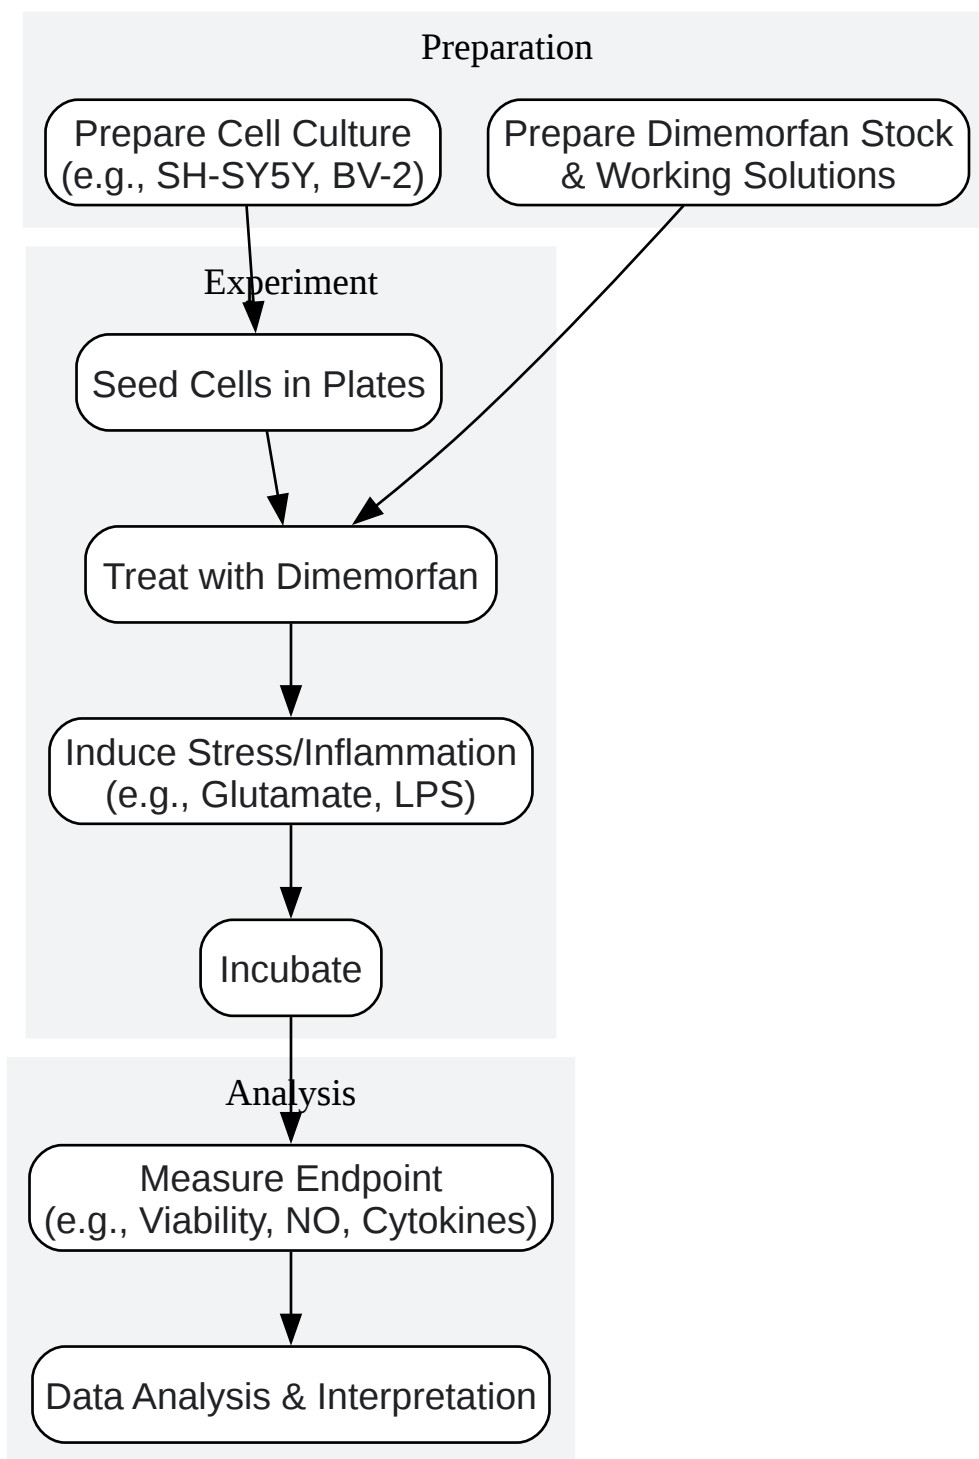 Preparation
Prepare Cell Culture
(e.g., SH-SY5Y, BV-2)
Prepare Dimemorfan Stock
& Working Solutions
Experiment
Seed Cells in Plates
Treat with Dimemorfan
Induce Stress/Inflammation
(e.g., Glutamate, LPS)
Incubate
Analysis
Measure Endpoint
(e.g., Viability, NO, Cytokines)
Data Analysis & Interpretation